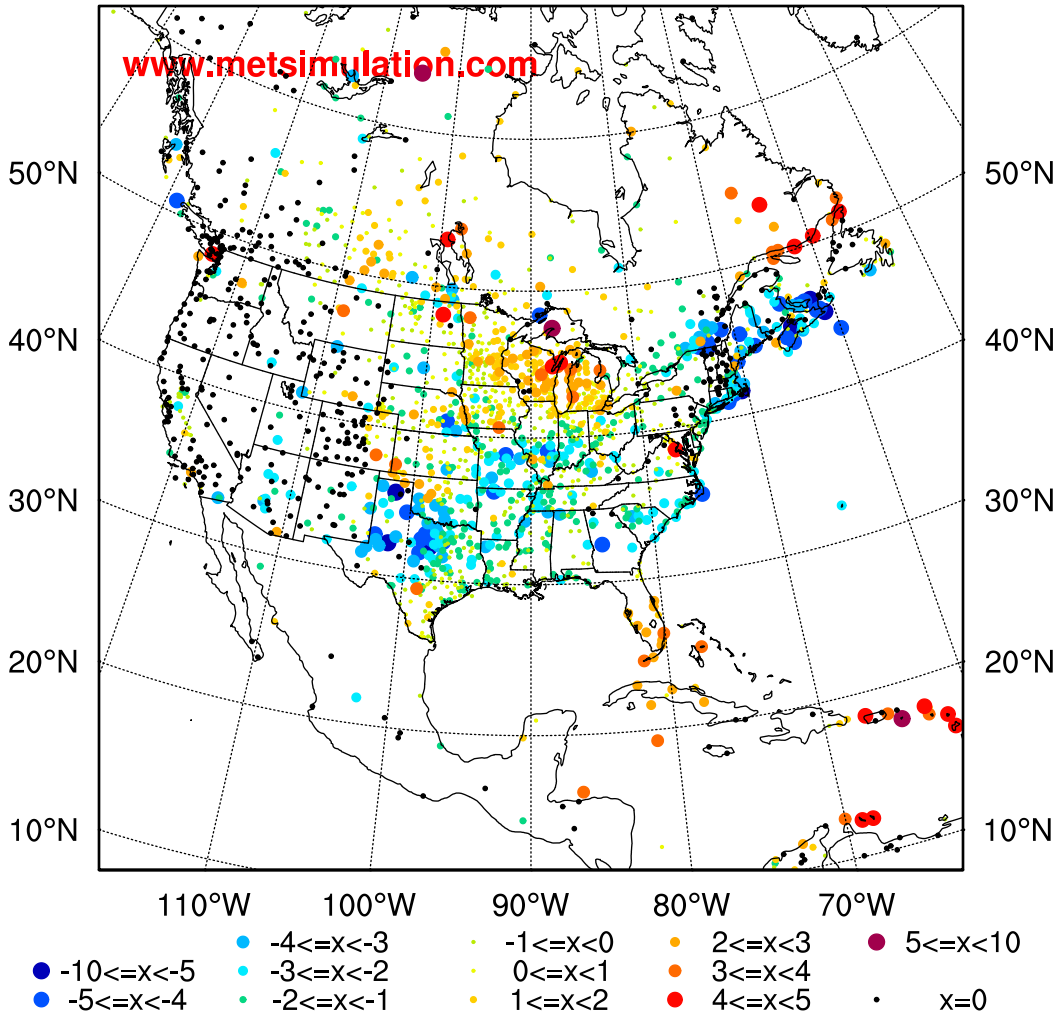 www.metsimulation.com
50°N 50°N
40°N 40°N
30°N 30°N
20°N 20°N
10°N 10°N
110°W 100°W 90°W 80°W 70°W
-4<=x<-3 -1<=x<0 2<=x<3 5<=x<10
-10<=x<-5 -3<=x<-2 0<=x<1 3<=x<4
-5<=x<-4 -2<=x<-1 1<=x<2 4<=x<5 x=0